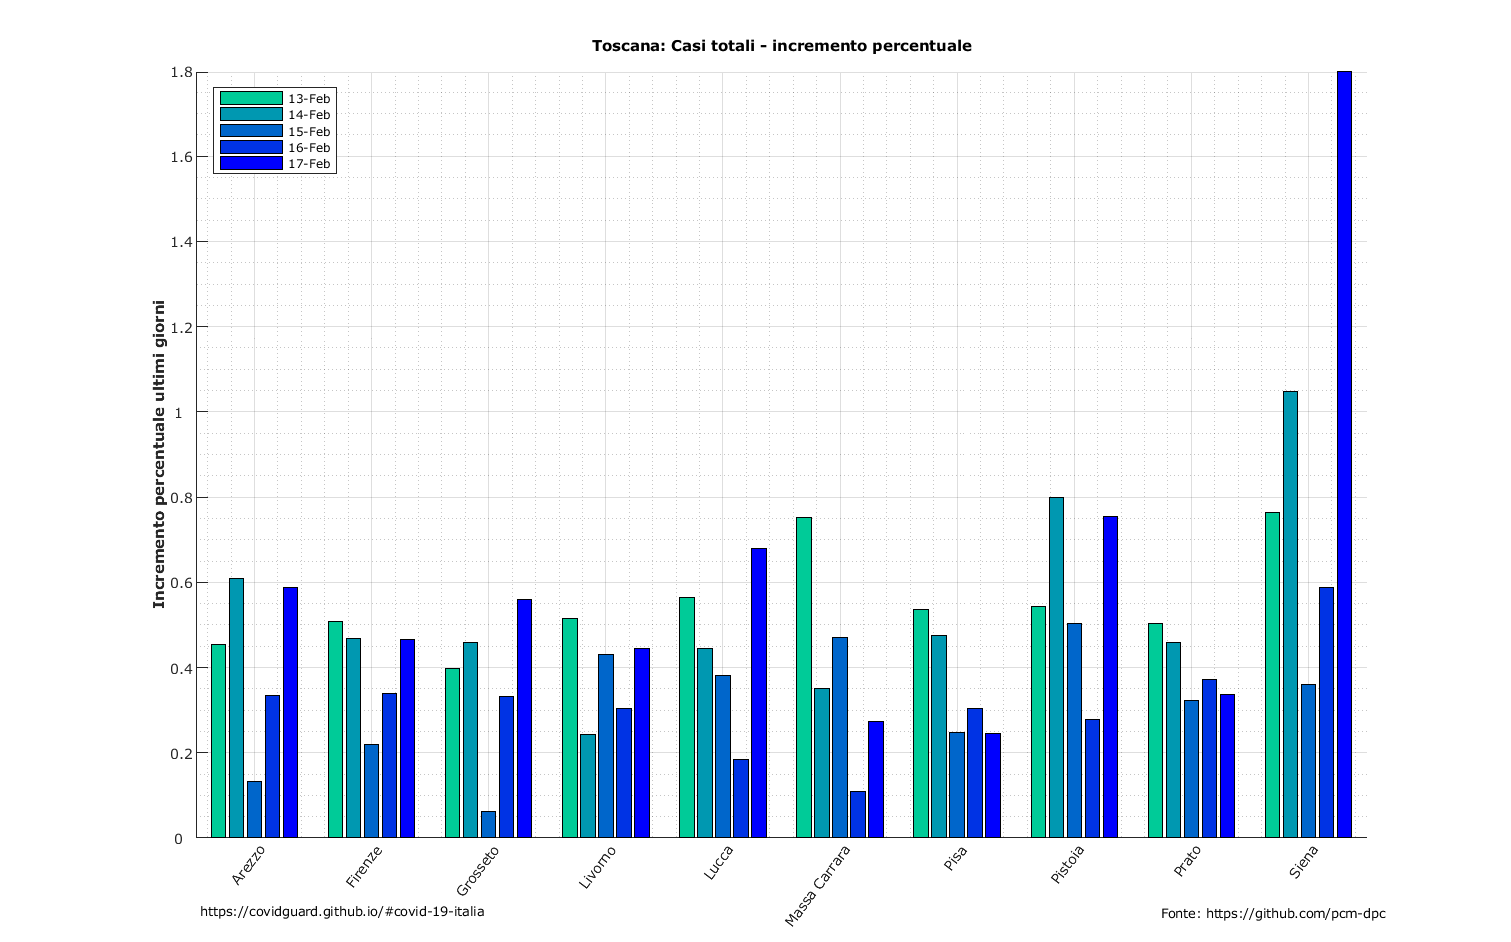 Toscana: Casi totali - incremento percentuale
Incremento percentuale ultimi giorni
1.8
1.6
1.4
1.2
1
0.8
0.6
0.4
0.2
0
13-Feb
14-Feb
15-Feb
16-Feb
17-Feb
Arezzo
Firenze
Grosseto
Livorno
Lucca
Massa Carrara
Pisa
Pistoia
Prato
Siena
https://covidguard.github.io/#covid-19-italia
Fonte: https://github.com/pcm-dpc